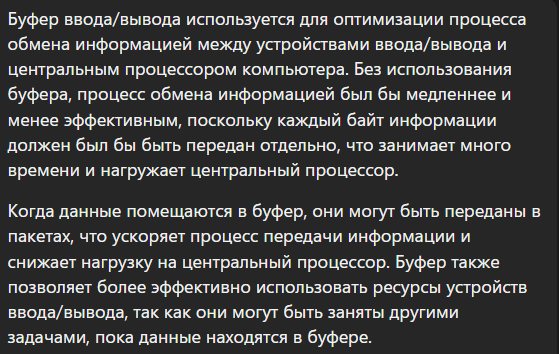 Буфер ввода/вывода используется для оптимизации процесса
обмена информацией между устройствами ввода/вывода и
центральным процессором компьютера. Без использования
буфера, процесс обмена информацией был бы медленнее и
менее эффективным, поскольку каждый байт информации
должен был бы быть передан отдельно, что занимает много
времени и нагружает центральный процессор.
Когда данные помещаются в буфер, они могут быть переданы в
пакетах, что ускоряет процесс передачи информации и
снижает нагрузку на центральный процессор. Буфер также
позволяет более эффективно использовать ресурсы устройств
ввода/вывода, так как они могут быть заняты другими
задачами, пока данные находятся в буфере.